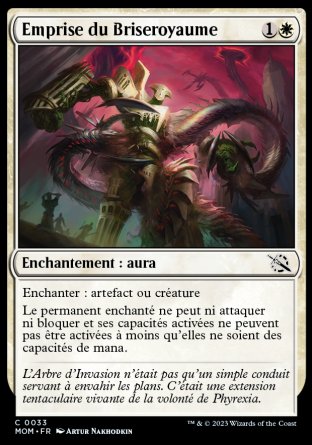 Emprise du Briseroyaume 1
Enchantement : aura
Enchanter : artefact ou créature
Le permanent enchanté ne peut ni attaquer
ni bloquer et ses capacités activées ne peuvent
pas être activées à moins qu'elles ne soient des
capacités de mana.
L'Arbre d'Invasion n'était pas qu'un simple conduit
servant à envahir les plans. C'était une extension
tentaculaire vivante de la volonté de Phyrexia.
C 0033
MOM • FR Artur Nakhodkin
™ & © 2023 Wizards of the Coast